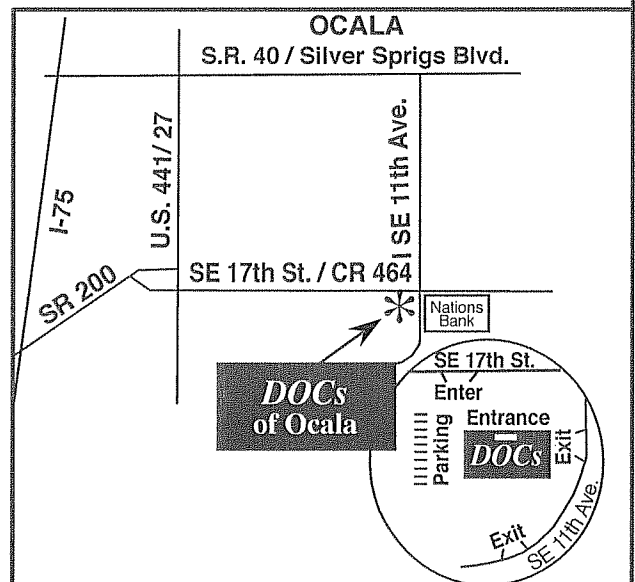 OCALA
S.R. 40 / Silver Sprigs Blvd.
I-75
U.S. 441/ 27
SE 11th Ave.
SR 200
SE 17th St. / CR 464
Nations
Bank
DOCs
of Ocala
SE 17th St.
Enter
Parking
Entrance
DOCs
Exit
Exit
SE 11th Ave.